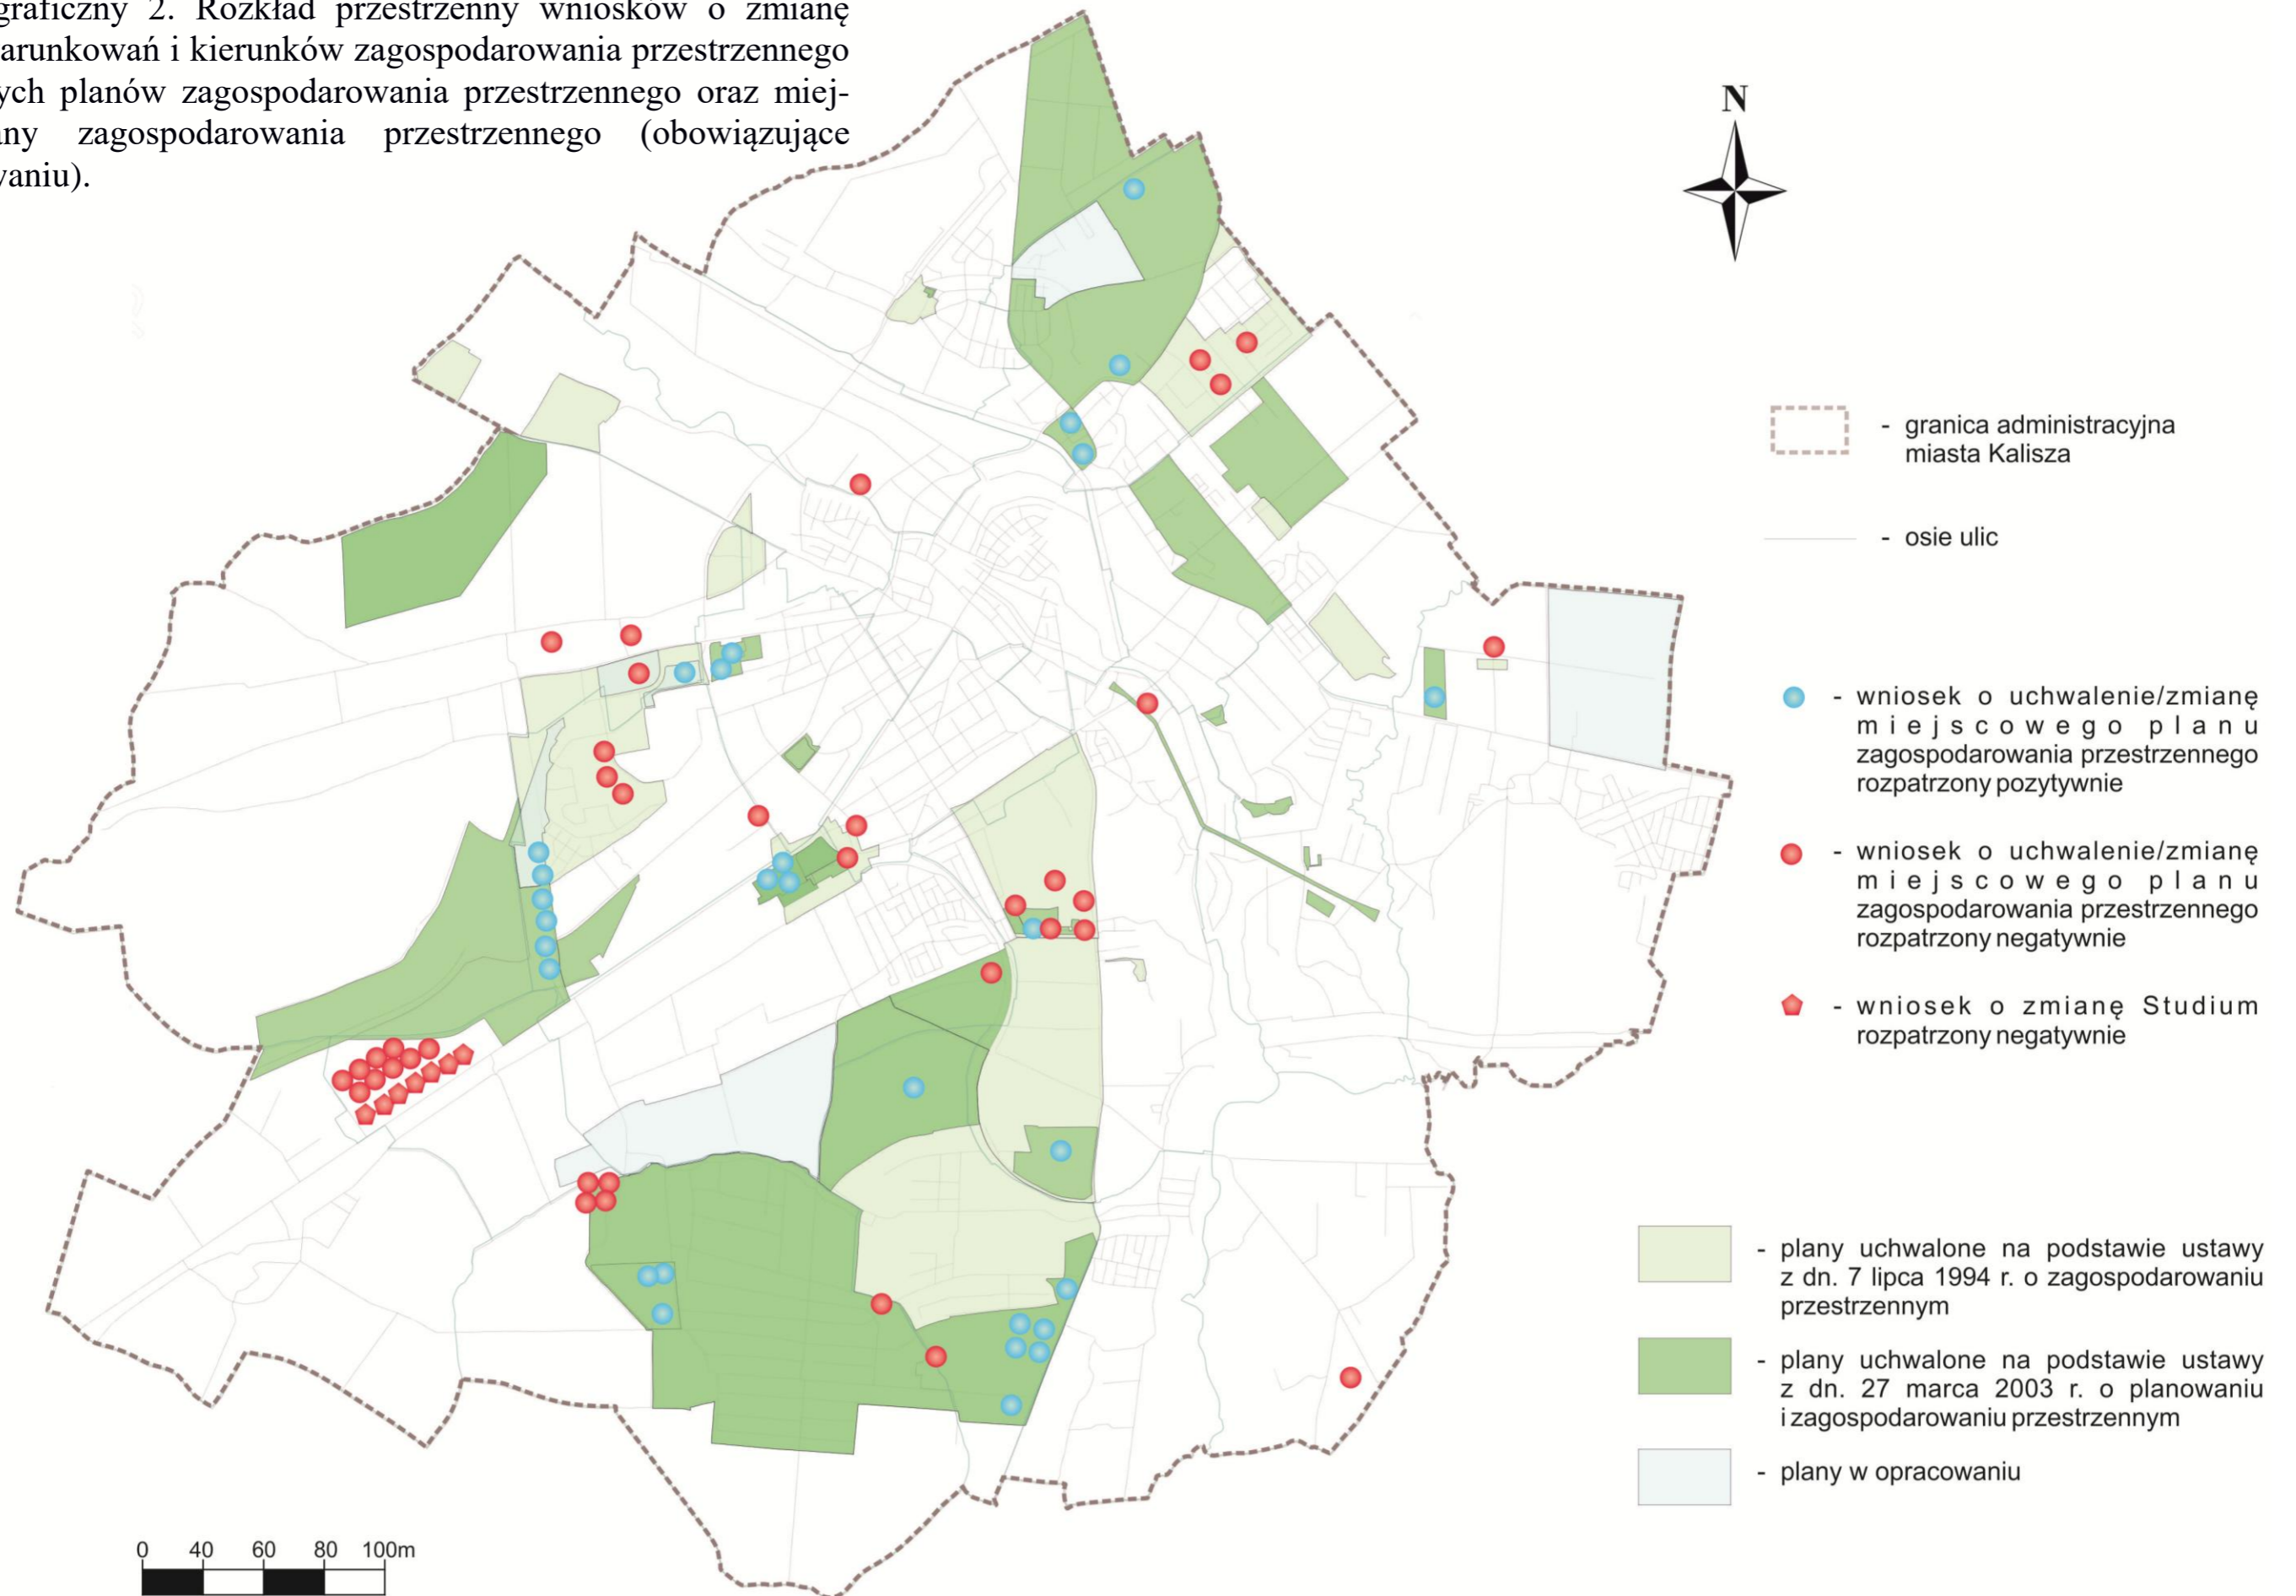 graficzny 2. Rozkład przestrzenny wniosków o zmianę
arunkowań i kierunków zagospodarowania przestrzennego
ych planów zagospodarowania przestrzennego oraz miej-
any zagospodarowania przestrzennego (obowiązujące
waniu).
N
- granica administracyjna
miasta Kalisza
- osie ulic
- wniosek o uchwalenie/zmianę
miejscowego planu
zagospodarowania przestrzennego
rozpatrzony pozytywnie
- wniosek o uchwalenie/zmianę
miejscowego planu
zagospodarowania przestrzennego
rozpatrzony negatywnie
- wniosek o zmianę Studium
rozpatrzony negatywnie
- plany uchwalone na podstawie ustawy
z dn. 7 lipca 1994 r. o zagospodarowaniu
przestrzennym
- plany uchwalone na podstawie ustawy
z dn. 27 marca 2003 r. o planowaniu
i zagospodarowaniu przestrzennym
- plany w opracowaniu
0 40 60 80 100m